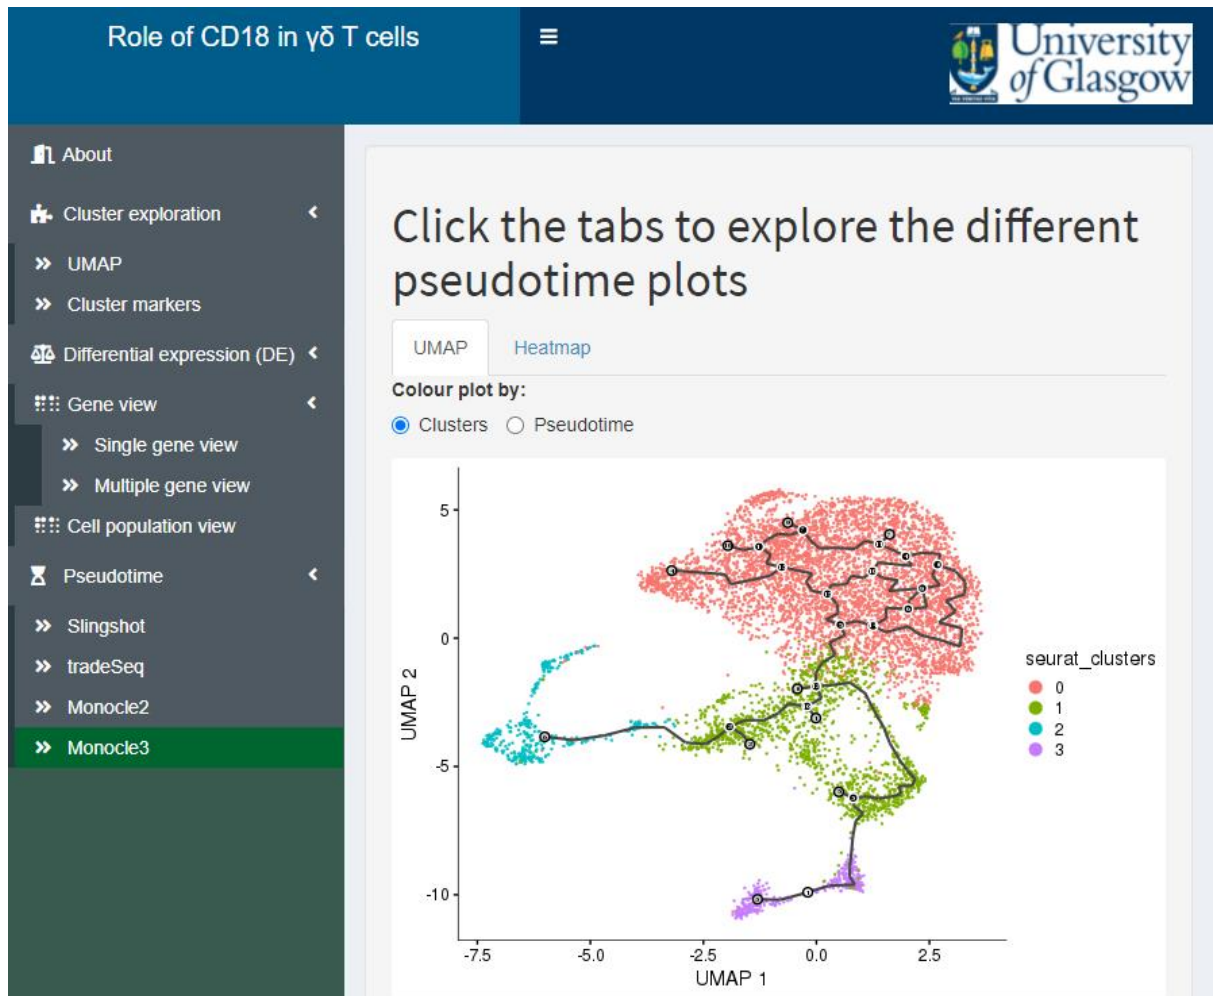 Role of CD18 in γδ T cells
University
of Glasgow
About
Cluster exploration
UMAP
Cluster markers
Differential expression (DE)
Gene view
Single gene view
Multiple gene view
Cell population view
Pseudotime
Slingshot
tradeSeq
Monocle2
Monocle3
Click the tabs to explore the different
pseudotime plots
UMAP Heatmap
Colour plot by:
Clusters Pseudotime
5
0
-5
-10
UMAP 2
-7.5 -5.0 -2.5 0.0 2.5
UMAP 1
seurat_clusters
0
1
2
3